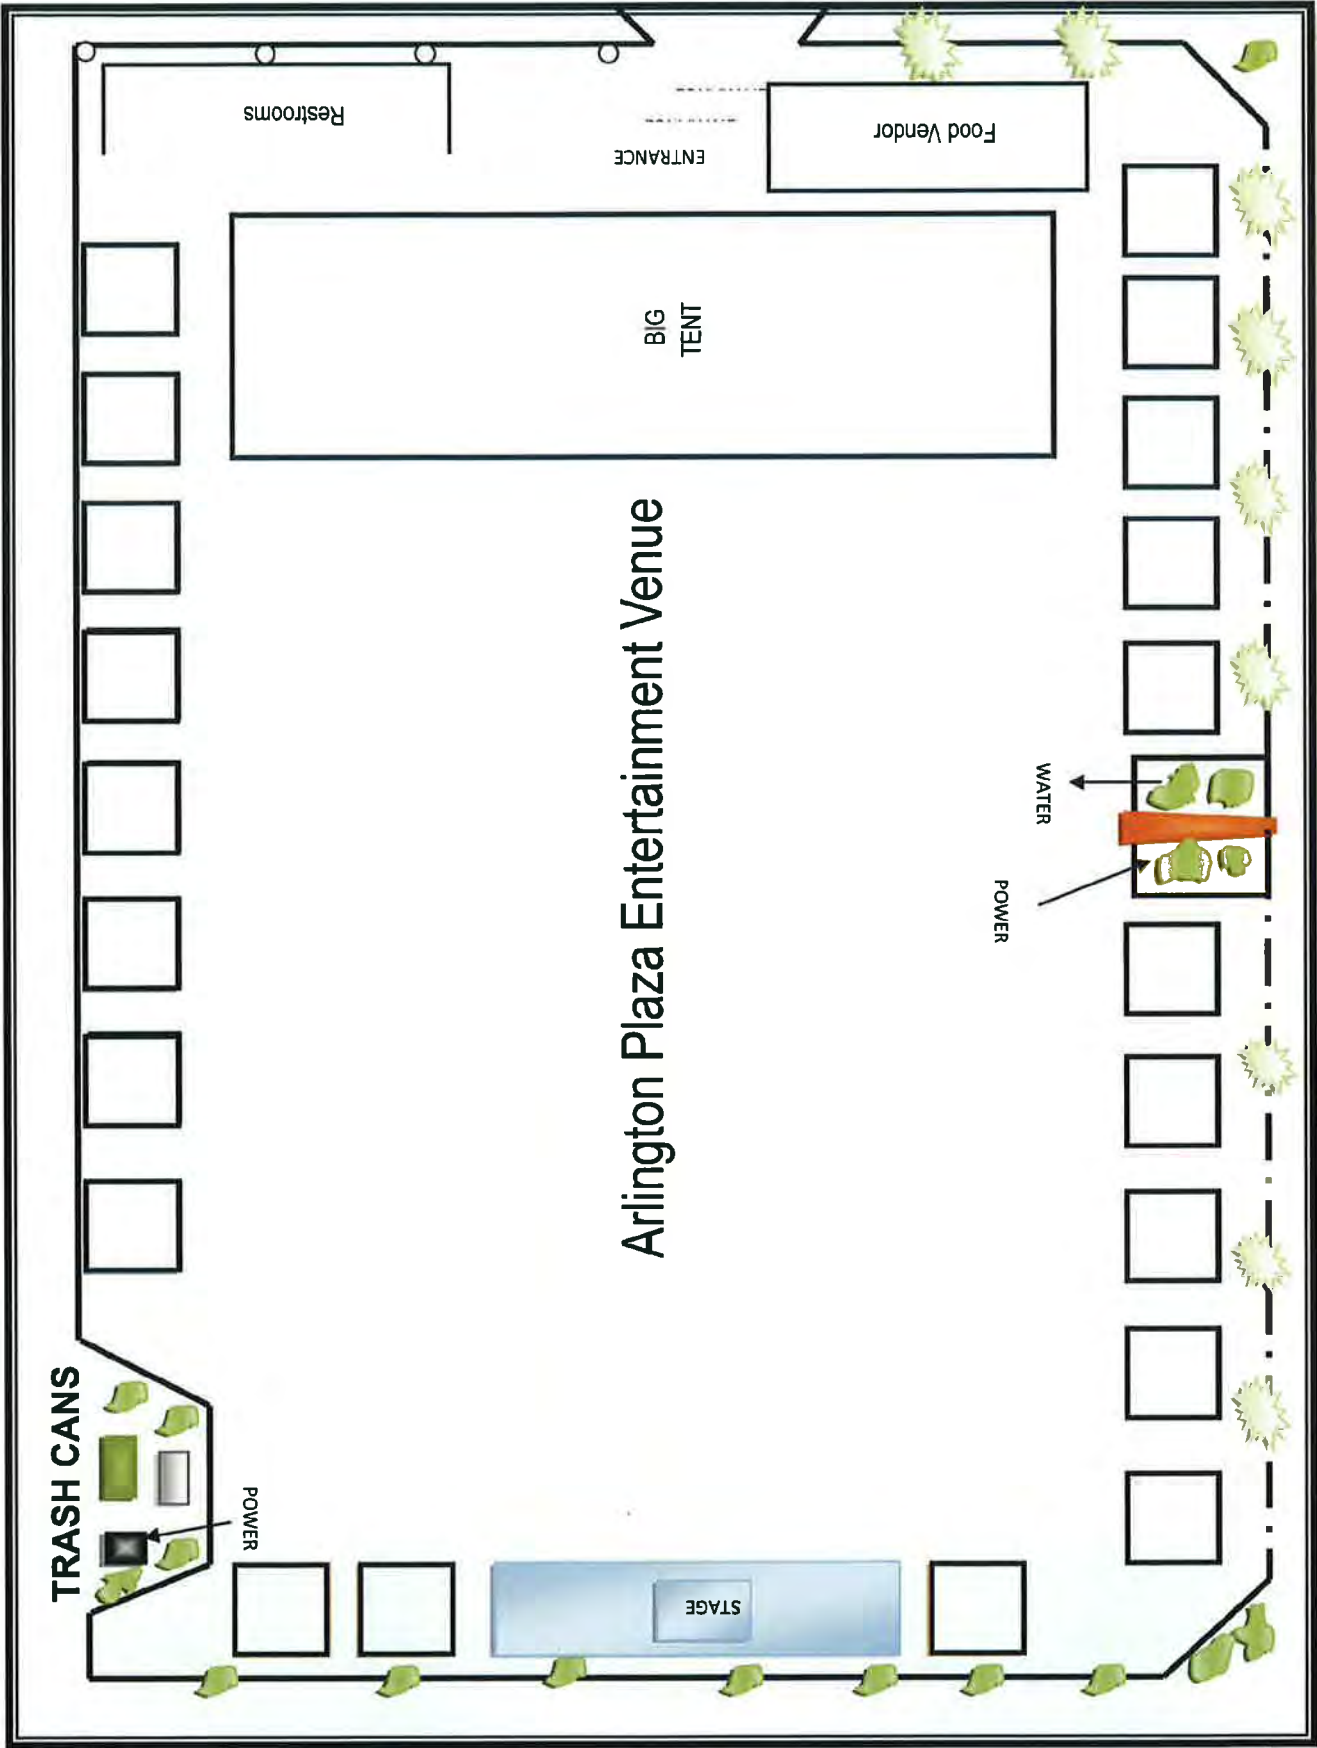 Restrooms
ENTRANCE
Food Vendor
BIG
TENT
Arlington Plaza Entertainment Venue
WATER
POWER
TRASH CANS
POWER
STAGE